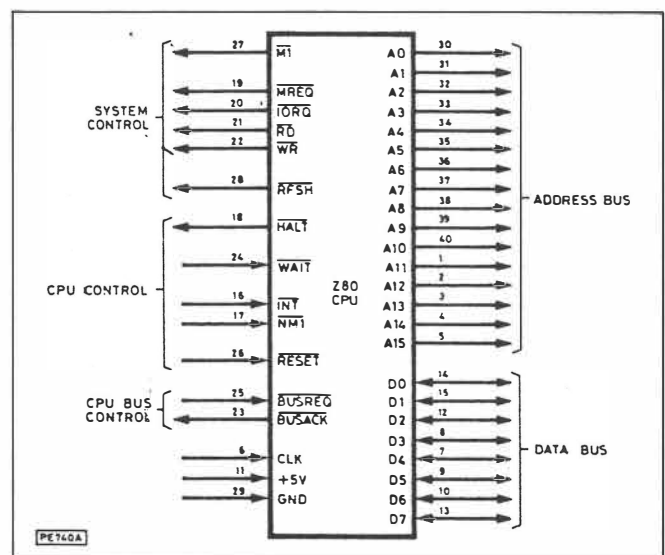 27 M1
19 MREQ
20 IORQ
21 RD
22 WR
28 RFSH
SYSTEM
CONTROL
18 HALT
24 WAIT
16 INT
17 NM1
26 RESET
CPU CONTROL
25 BUSREQ
23 BUSACK
CPU BUS
CONTROL
6 CLK
11 +5V
29 GND
Z80
CPU
A0 30
A1 31
A2 32
A3 33
A4 34
A5 35
A6 36
A7 37
A8 38
A9 39
A10 40
A11 1
A12 2
A13 3
A14 4
A15 5
ADDRESS BUS
D0 14
D1 15
D2 12
D3 8
D4 7
D5 9
D6 10
D7 13
DATA BUS
PE740A